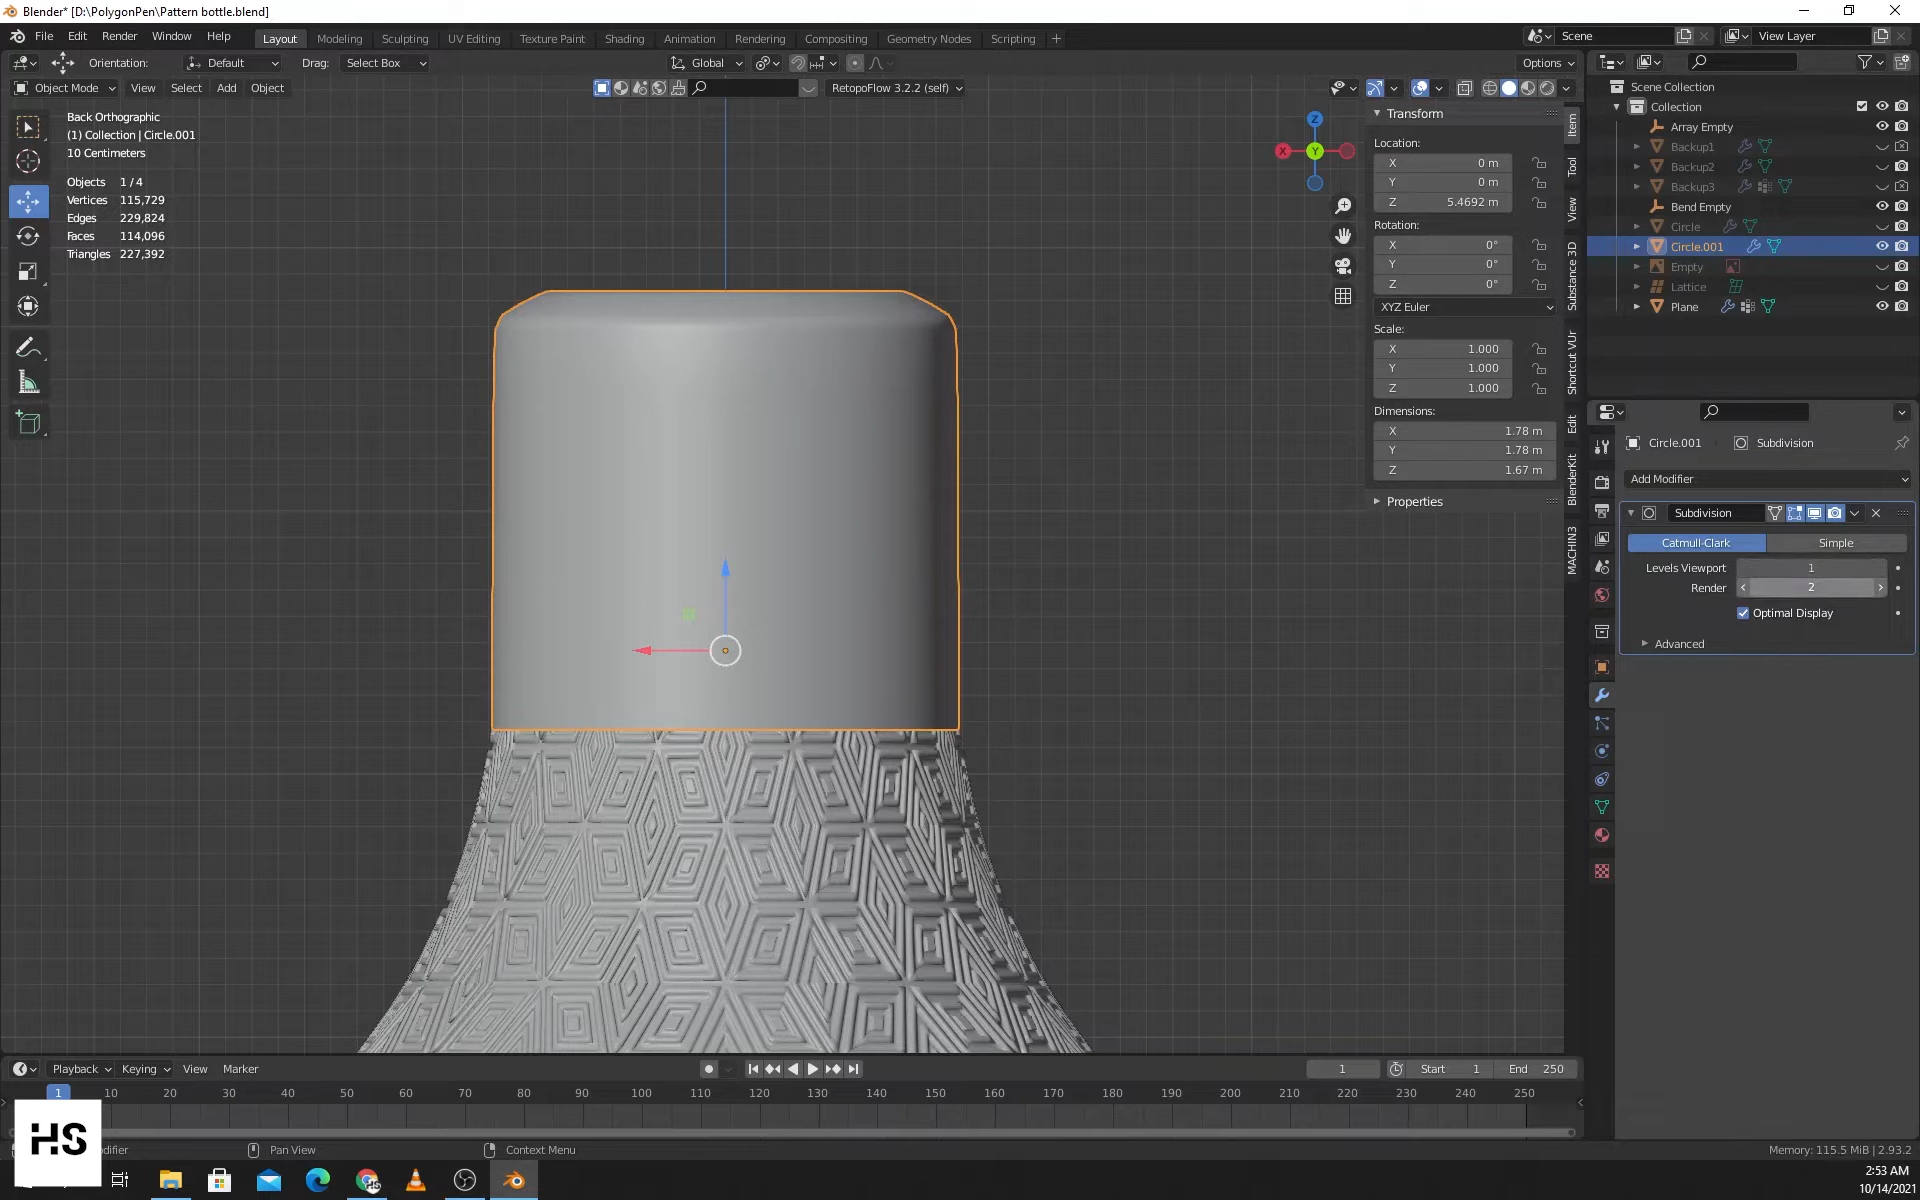 Blender* [D:\PolygonPen\Pattern bottle.blend]
File Edit Render Window Help Layout Modeling Sculpting UV Editing Texture Paint Shading Animation Rendering Compositing Geometry Nodes Scripting + Scene View Layer
Orientation: Default Drag: Select Box Global Options
Object Mode View Select Add Object RetopoFlow 3.2.2 (self)
Back Orthographic
(1) Collection | Circle.001
10 Centimeters
Objects 1 / 4
Vertices 115,729
Edges 229,824
Faces 114,096
Triangles 227,392
Z
X
Y
Transform
Location:
X 0 m
Y 0 m
Z 5.4692 m
Rotation:
X 0°
Y 0°
Z 0°
XYZ Euler
Scale:
X 1.000
Y 1.000
Z 1.000
Dimensions:
X 1.78 m
Y 1.78 m
Z 1.67 m
Properties
Item
Tool
View
Substance 3D
Shortcut VUr
Edit
BlenderKit
MACHIN3
Scene Collection
Collection
Array Empty
Backup1
Backup2
Backup3
Bend Empty
Circle
Circle.001
Empty
Lattice
Plane
Circle.001 Subdivision
Add Modifier
Subdivision
Catmull-Clark Simple
Levels Viewport 1
Render 2
Optimal Display
Advanced
Playback Keying View Marker 1 Start 1 End 250
1 10 20 30 40 50 60 70 80 90 100 110 120 130 140 150 160 170 180 190 200 210 220 230 240 250
HS
Pan View Context Menu Memory: 115.5 MiB | 2.93.2
2:53 AM
10/14/2021